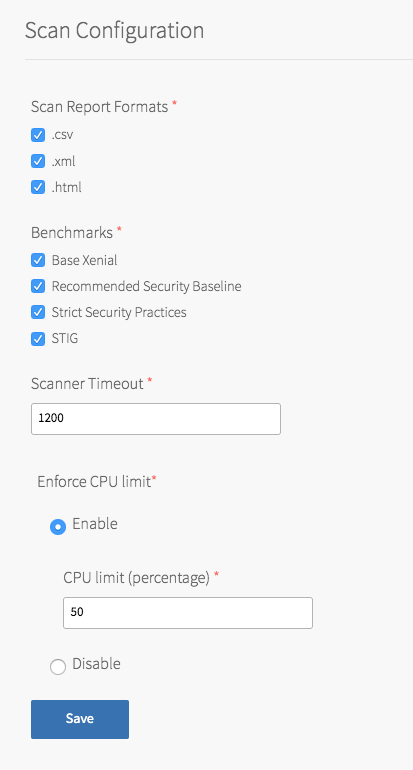 Scan Configuration
Scan Report Formats *
.csv
.xml
.html
Benchmarks *
Base Xenial
Recommended Security Baseline
Strict Security Practices
STIG
Scanner Timeout *
1200
Enforce CPU limit*
Enable
CPU limit (percentage) *
50
Disable
Save